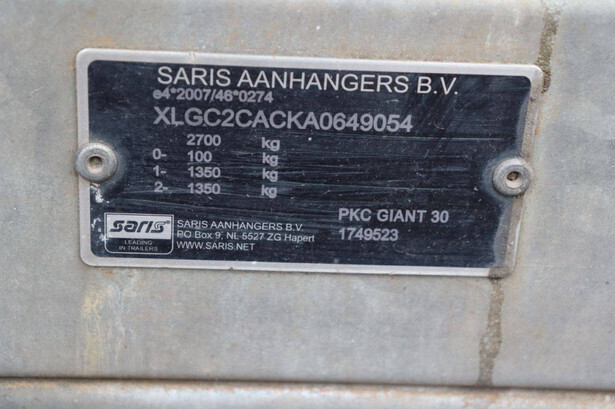 SARIS AANHANGERS B.V.
e4*2007/46*0274
XLGC2CACKA0649054
2700 kg
0- 100 kg
1- 1350 kg
2- 1350 kg
saris
LEADING
IN TRAILERS
SARIS AANHANGERS B.V.
PO Box 9, NL 5527 ZG Hapert
WWW.SARIS.NET
PKC GIANT 30
1749523